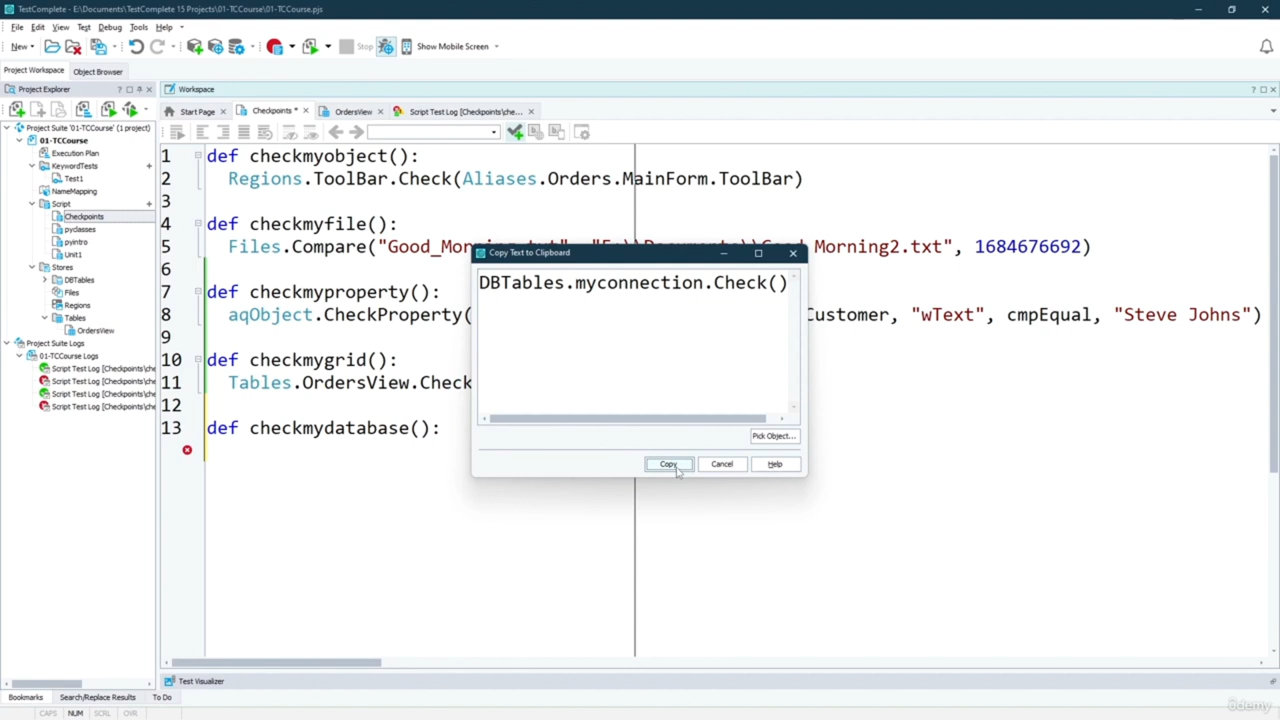 TestComplete - E:\Documents\TestComplete 15 Projects\01-TCCourse\01-TCCourse.pjs
File Edit View Test Debug Tools Help
New Stop Show Mobile Screen
Project Workspace Object Browser
Project Explorer ? Workspace ?
Start Page Checkpoints * OrdersView Script Test Log [Checkpoints\che...
Project Suite '01-TCCourse' (1 project)
01-TCCourse
Execution Plan
KeywordTests
Test1
NameMapping
Script
Checkpoints
pyclasses
pyintro
Unit1
Stores
DBTables
Files
Regions
Tables
OrdersView
Project Suite Logs
01-TCCourse Logs
Script Test Log [Checkpoints\che
Script Test Log [Checkpoints\che
Script Test Log [Checkpoints\che
Script Test Log [Checkpoints\che
1 def checkmyobject():
2 Regions.ToolBar.Check(Aliases.Orders.MainForm.ToolBar)
3
4 def checkmyfile():
5 Files.Compare("Good_Morning.txt", "E:\\Documents\\Good_Morning2.txt", 1684676692)
6
7 def checkmyproperty():
8 aqObject.CheckProperty( Customer, "wText", cmpEqual, "Steve Johns")
9
10 def checkmygrid():
11 Tables.OrdersView.Check
12
13 def checkmydatabase():
Copy Text to Clipboard
DBTables.myconnection.Check()
Pick Object...
Copy Cancel Help
Test Visualizer
Bookmarks Search/Replace Results To Do
CAPS NUM SCRL OVR
ûdemy